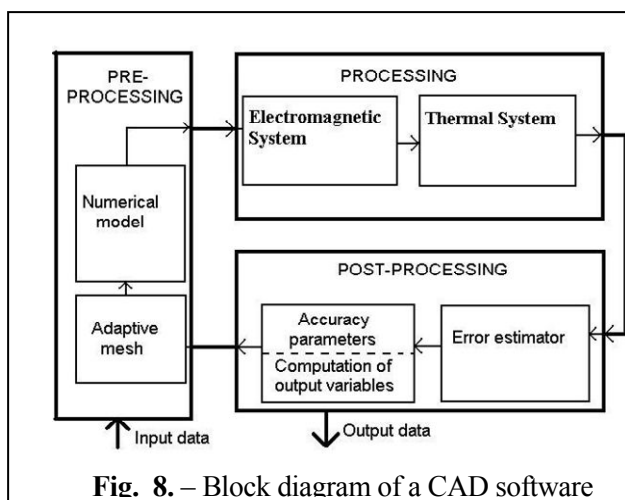 PRE-
PROCESSING
Numerical
model
Adaptive
mesh
Input data
PROCESSING
Electromagnetic
System
Thermal System
POST-PROCESSING
Accuracy
parameters
Computation of
output variables
Error estimator
Output data
Fig. 8. – Block diagram of a CAD software